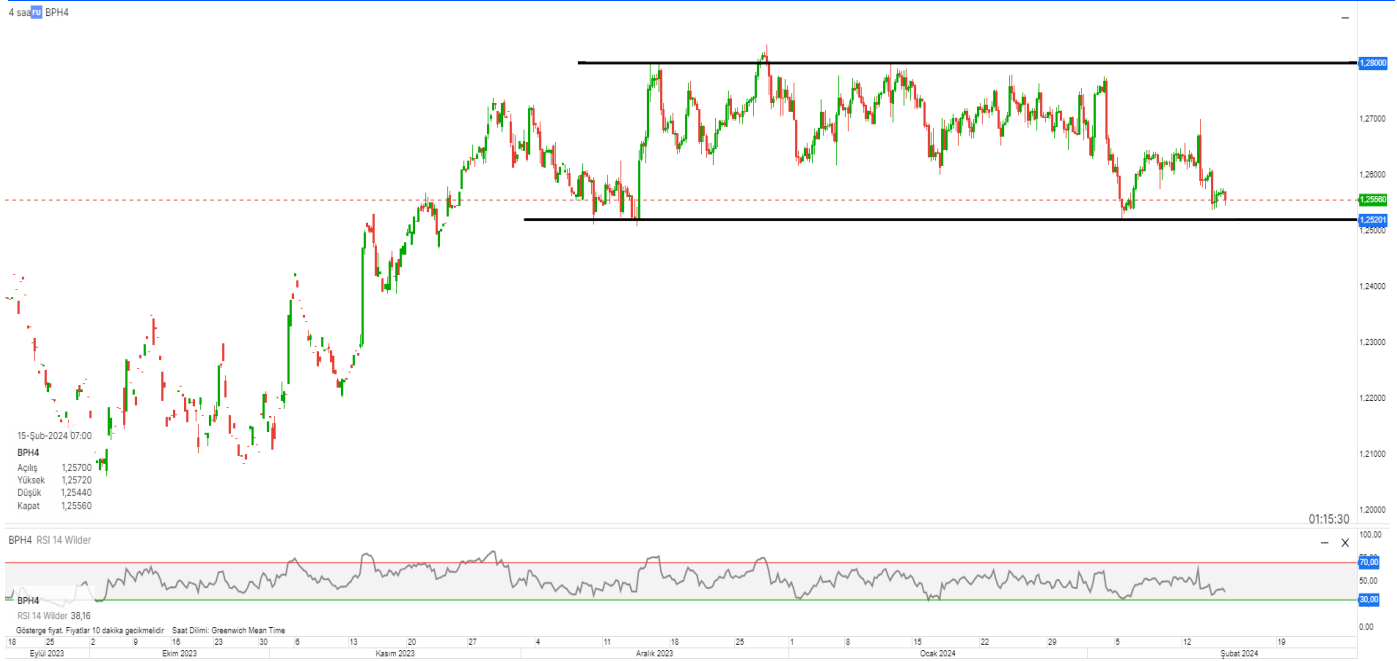 4 saa ru BPH4
1,28000
1,27000
1,26000
1,25560
1,25201
1,25000
1,24000
1,23000
1,22000
1,21000
1,20000
15-Şub-2024 07:00
BPH4
Açılış 1,25700
Yüksek 1,25720
Düşük 1,25440
Kapat 1,25560
01:15:30
BPH4 RSI 14 Wilder
100,00
70,00
50,00
30,00
0,00
BPH4
RSI 14 Wilder 38,16
Gösterge fiyat. Fiyatlar 10 dakika gecikmelidir Saat Dilimi: Greenwich Mean Time
18 25 2 9 16 23 30 6 13 20 27 4 11 18 25 1 8 15 22 29 5 12 19
Eylül 2023 Ekim 2023 Kasım 2023 Aralık 2023 Ocak 2024 Şubat 2024